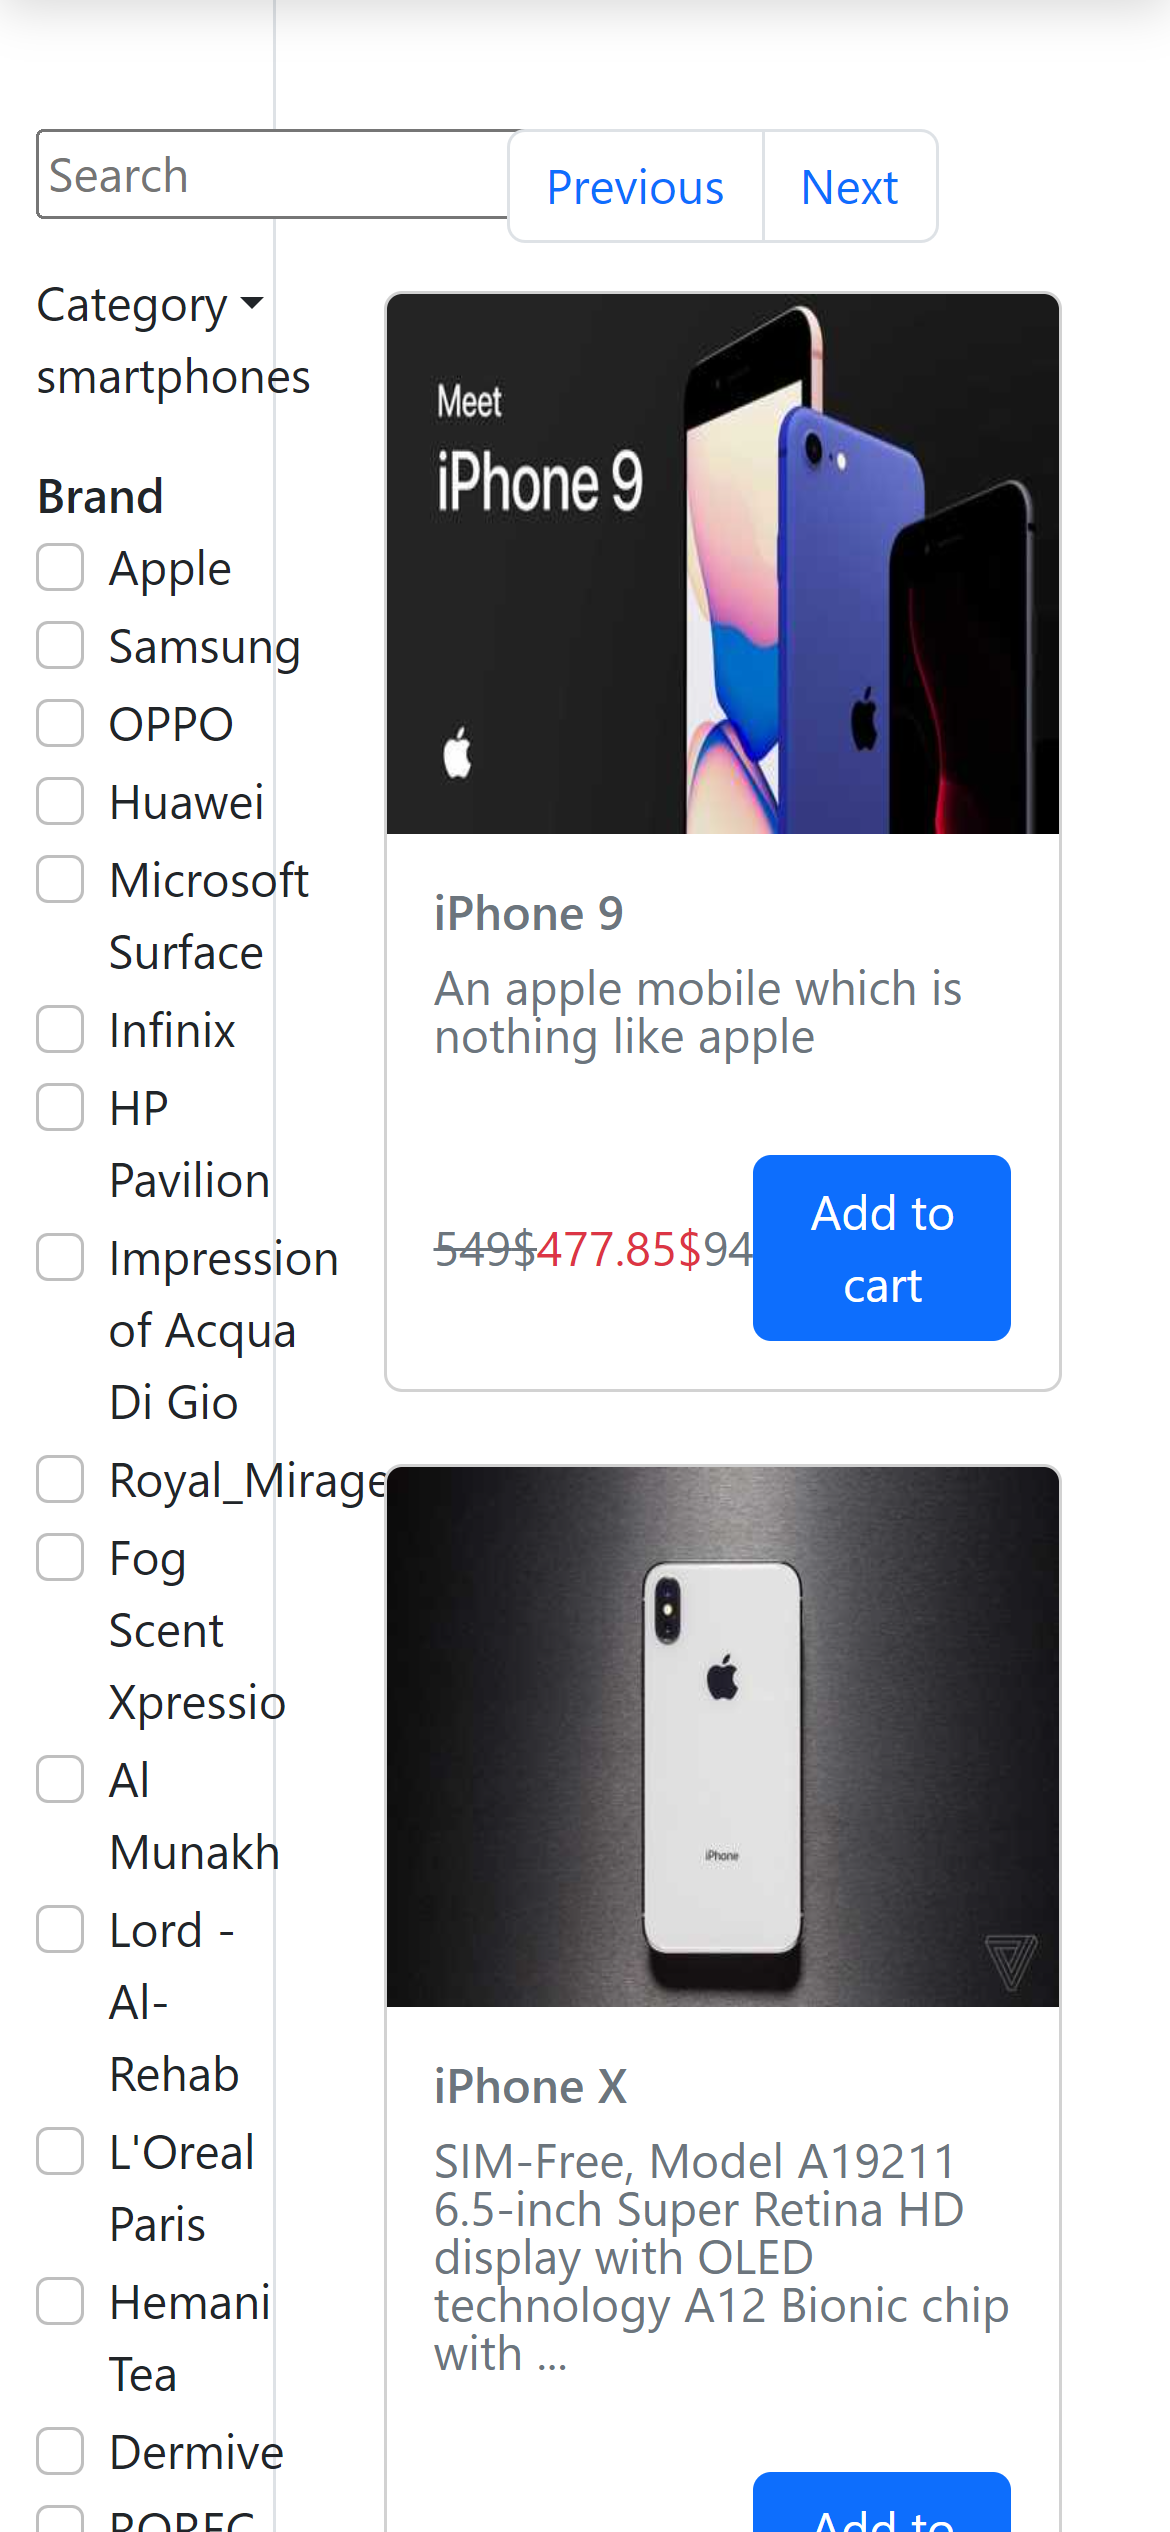 Search
Previous
Next
Category
smartphones
Brand
Apple
Samsung
OPPO
Huawei
Microsoft
Surface
Infinix
HP
Pavilion
Impression
of Acqua
Di Gio
Royal_Mirage
Fog
Scent
Xpressio
Al
Munakh
Lord -
Al-
Rehab
L'Oreal
Paris
Hemani
Tea
Dermive
Meet
iPhone 9
iPhone 9
An apple mobile which is
nothing like apple
549$477.85$94
Add to
cart
iPhone
iPhone X
SIM-Free, Model A19211
6.5-inch Super Retina HD
display with OLED
technology A12 Bionic chip
with ...
Add to